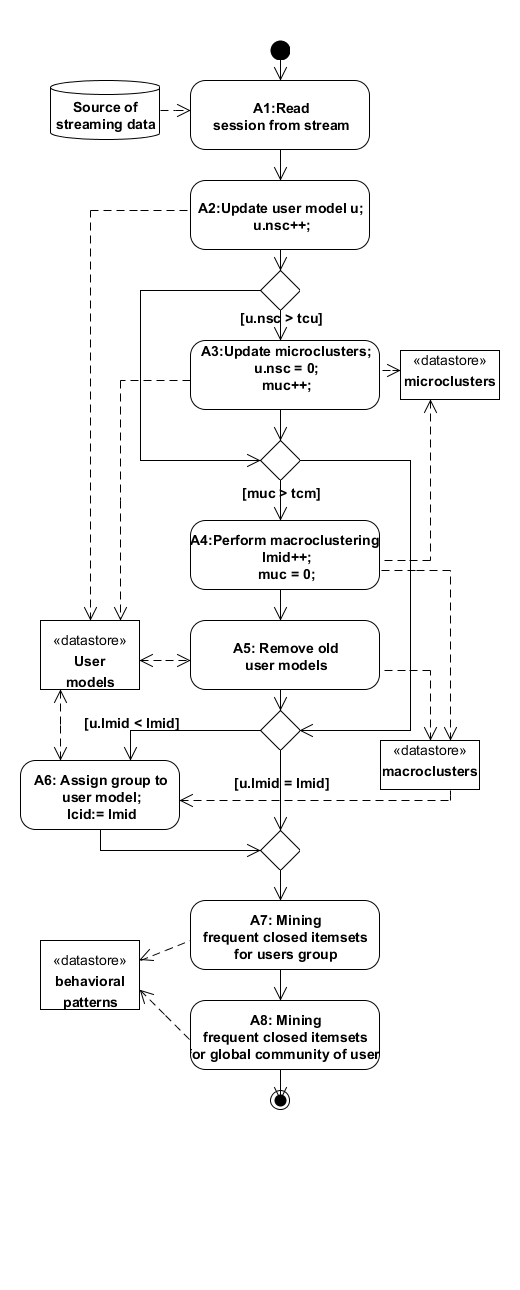 A1:Read
session from stream
Source of
streaming data
A2:Update user model u;
u.nsc++;
[u.nsc > tcu]
A3:Update microclusters;
u.nsc = 0;
muc++;
«datastore»
microclusters
[muc > tcm]
A4:Perform macroclustering
lmid++;
muc = 0;
«datastore»
User
models
A5: Remove old
user models
[u.lmid < lmid]
«datastore»
macroclusters
A6: Assign group to
user model;
lcid:= lmid
[u.lmid = lmid]
A7: Mining
frequent closed itemsets
for users group
«datastore»
behavioral
patterns
A8: Mining
frequent closed itemsets
or global community of user